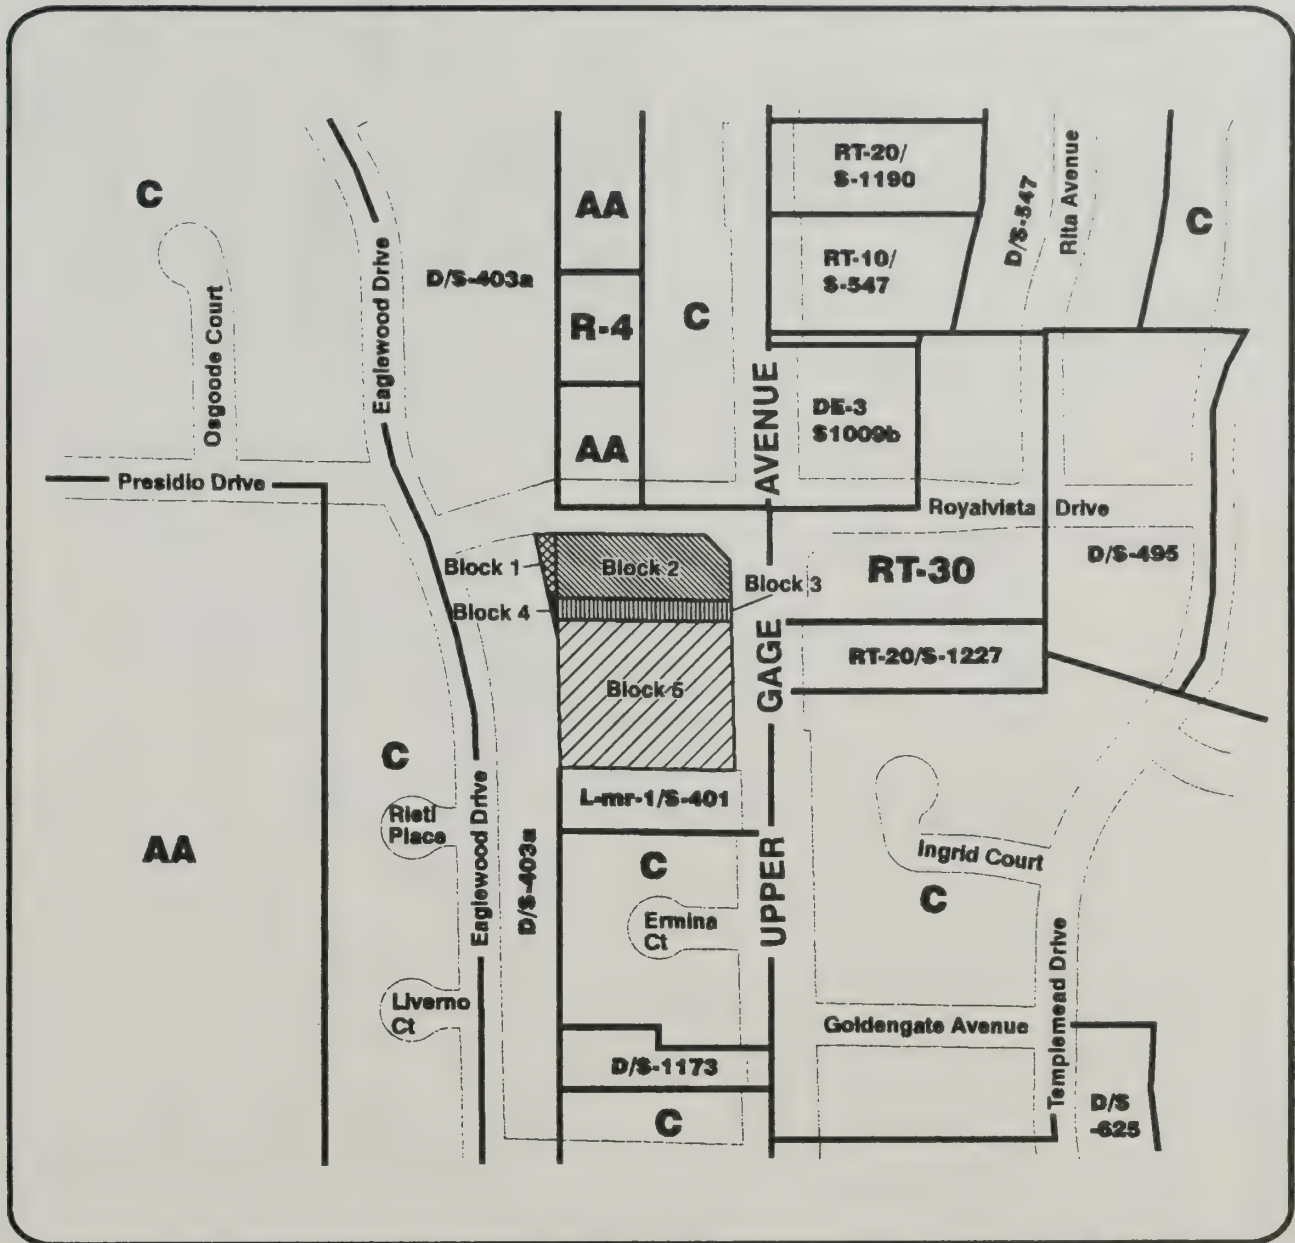 RT-20/
S-1190
C
AA
D/S-547
Rita Avenue
C
Osgoode Court
Eaglewood Drive
D/S-403a
RT-10/
S-547
R-4
C
AVENUE
DE-3
S1009b
AA
Presidio Drive
Royalvista Drive
Block 1
Block 2
RT-30
D/S-495
Block 3
Block 4
GAGE
RT-20/S-1227
Block 5
C
L-mr-1/S-401
Rieti
Place
Eaglewood Drive
D/S-403a
AA
C
UPPER
Ingrid Court
C
Ermina
Ct
Liverno
Ct
Templemead Drive
Goldengate Avenue
D/S-1173
D/S
-625
C